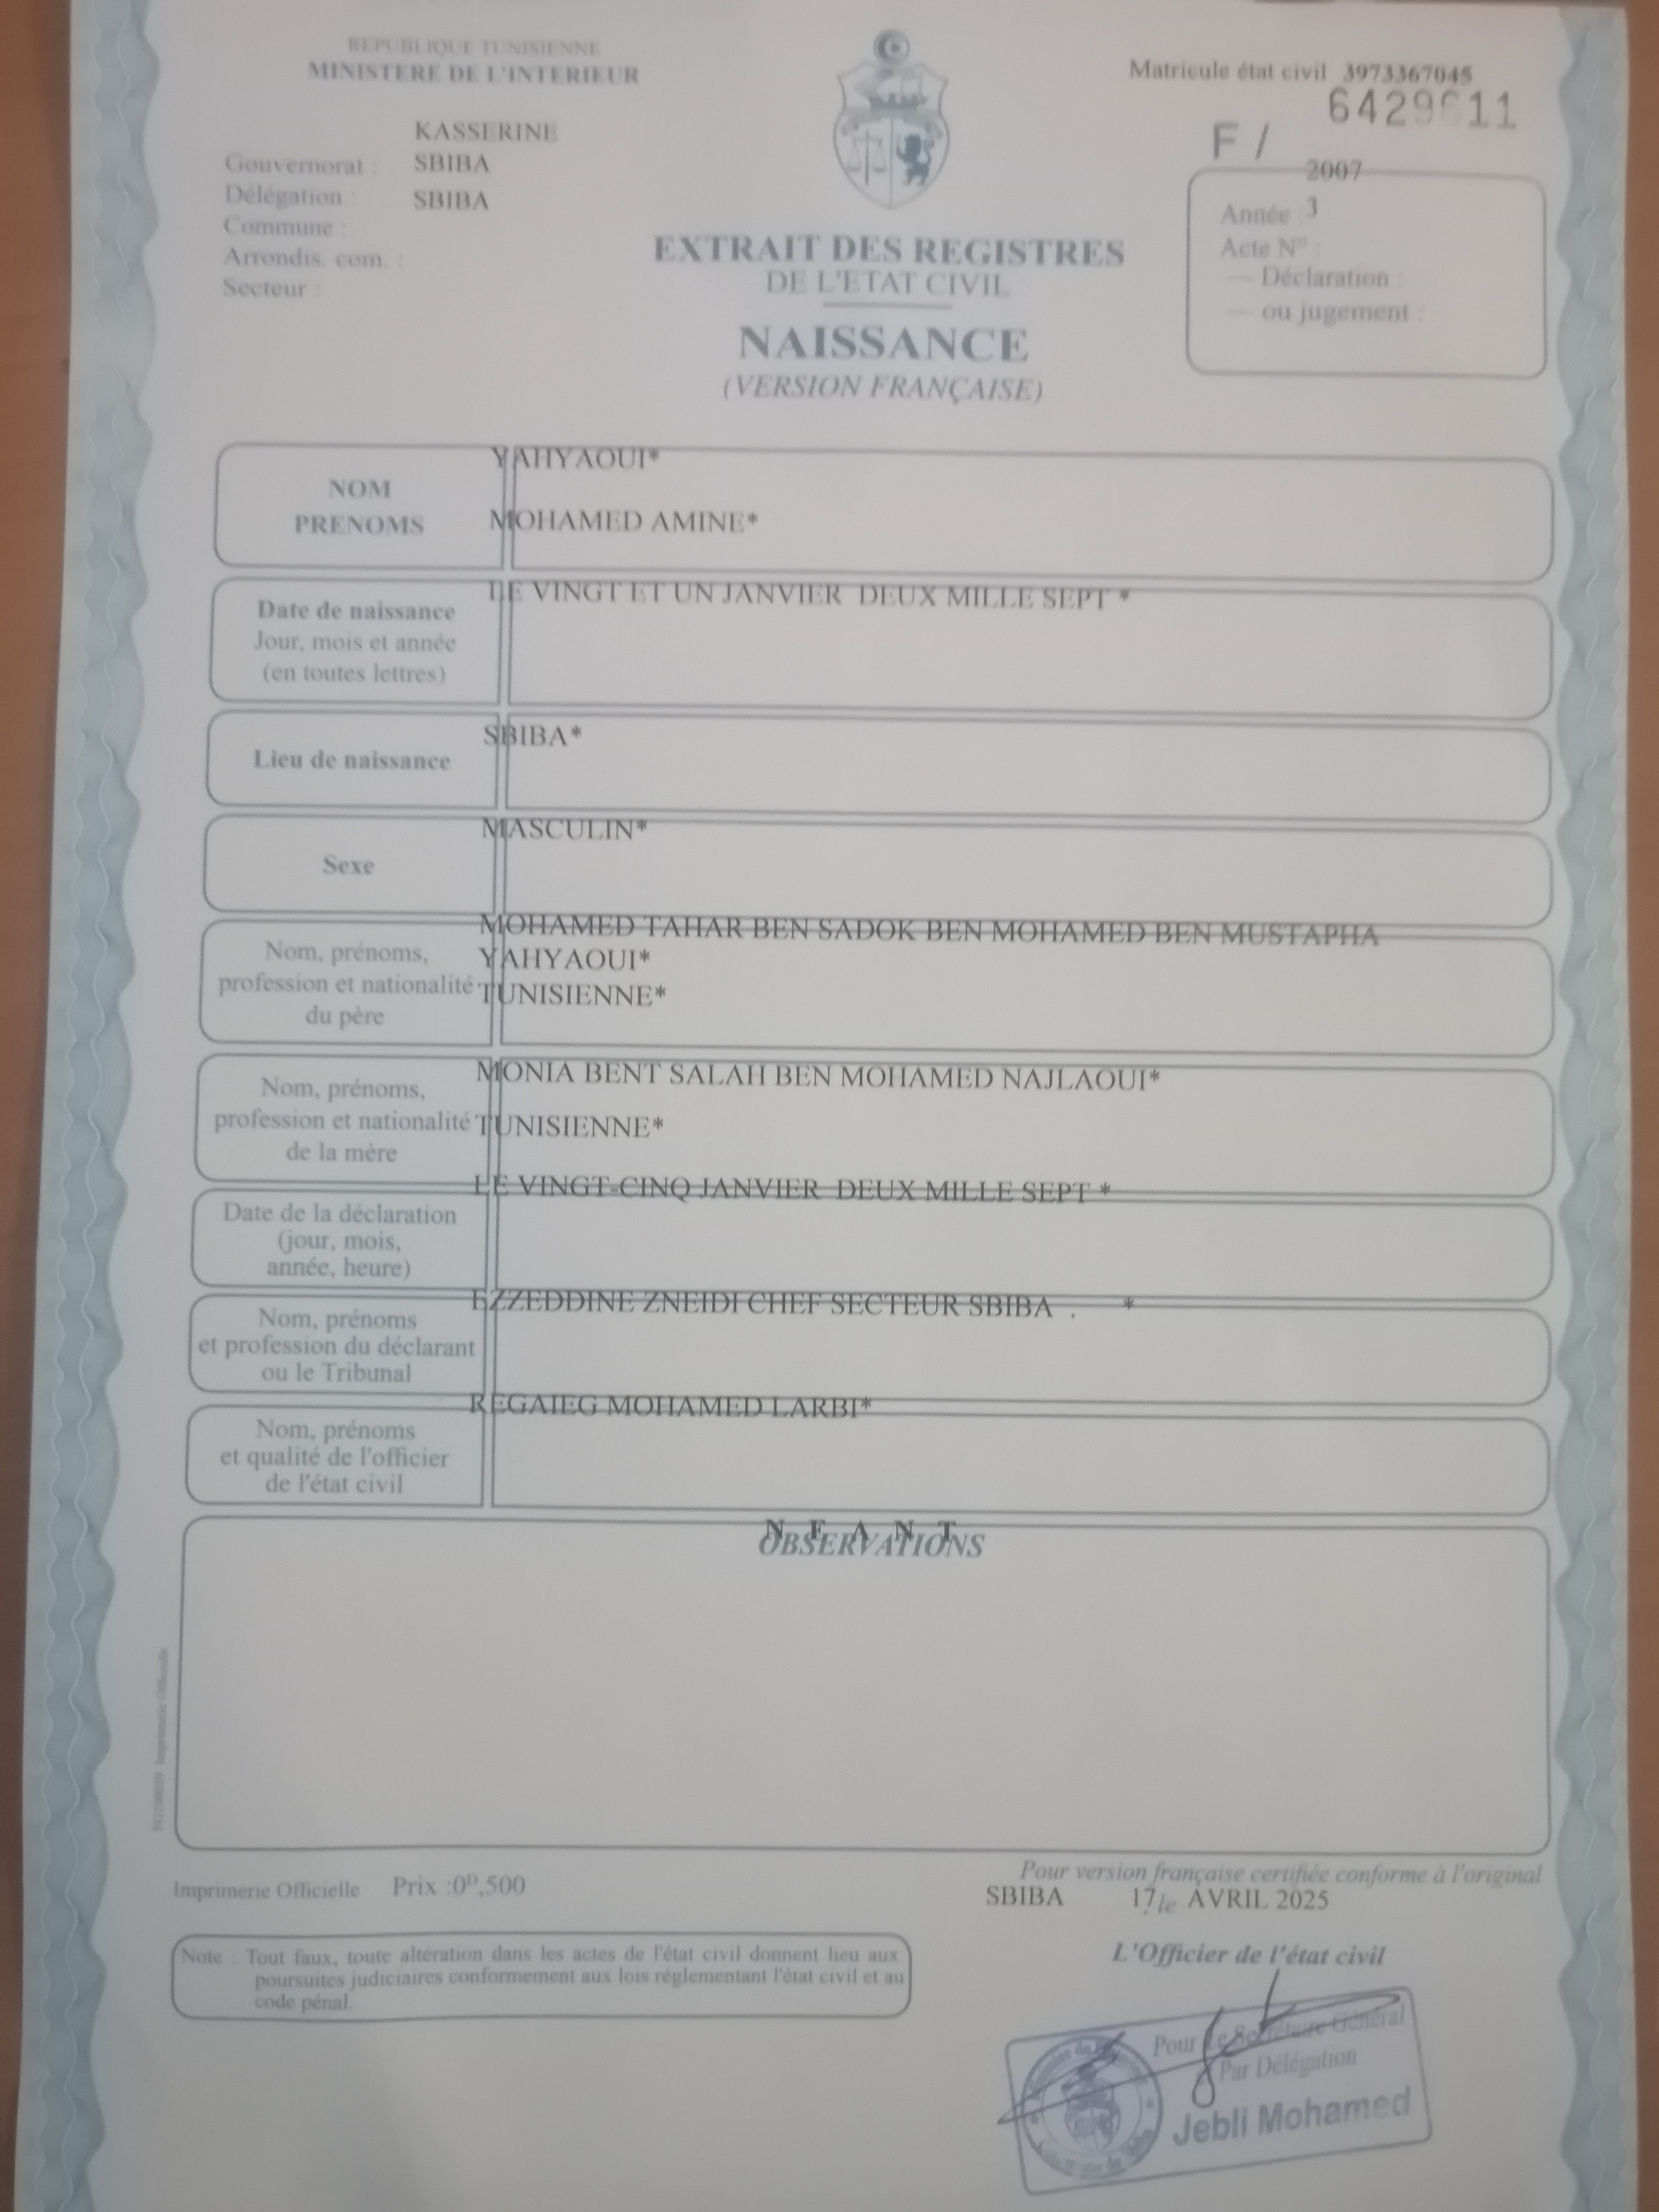 REPUBLIQUE TUNISIENNE
MINISTERE DE L'INTERIEUR
Matricule état civil 3973367045
6429 11
F /
KASSERINE
Gouvernorat : SBIBA
Délégation : SBIBA
Commune :
Arrondis. com. :
Secteur :
2007
Année : 3
Acte N° :
— Déclaration :
— ou jugement :
EXTRAIT DES REGISTRES
DE L'ETAT CIVIL
NAISSANCE
(VERSION FRANÇAISE)
YAHYAOUI*
NOM
PRENOMS
MOHAMED AMINE*
LE VINGT ET UN JANVIER DEUX MILLE SEPT *
Date de naissance
Jour, mois et année
(en toutes lettres)
SBIBA*
Lieu de naissance
MASCULIN*
Sexe
MOHAMED TAHAR BEN SADOK BEN MOHAMED BEN MUSTAPHA
YAHYAOUI*
TUNISIENNE*
Nom, prénoms,
profession et nationalité
du père
MONIA BENT SALAH BEN MOHAMED NAJLAOUI*
TUNISIENNE*
Nom, prénoms,
profession et nationalité
de la mère
LE VINGT-CINQ JANVIER DEUX MILLE SEPT *
Date de la déclaration
(jour, mois,
année, heure)
EZZEDDINE ZNEIDI CHEF SECTEUR SBIBA . *
Nom, prénoms
et profession du déclarant
ou le Tribunal
REGAIEG MOHAMED LARBI*
Nom, prénoms
et qualité de l'officier
de l'état civil
N E A N T
OBSERVATIONS
Imprimerie Officielle
Imprimerie Officielle Prix :0ᴰ,500
Pour version française certifiée conforme à l'original
SBIBA 17 le AVRIL 2025
Note : Tout faux, toute altération dans les actes de l'état civil donnent lieu aux
poursuites judiciaires conformement aux lois réglementant l'état civil et au
code pénal.
L'Officier de l'état civil
Pour Le Secrétaire Général
Par Délégation
Jebli Mohamed